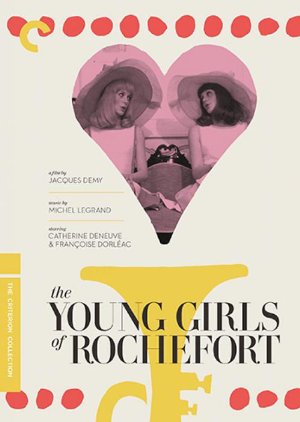 a film by
JACQUES DEMY
music by
MICHEL LEGRAND
starring
CATHERINE DENEUVE
& FRANÇOISE DORLÉAC
the
YOUNG GIRLS
of ROCHEFORT
THE CRITERION COLLECTION